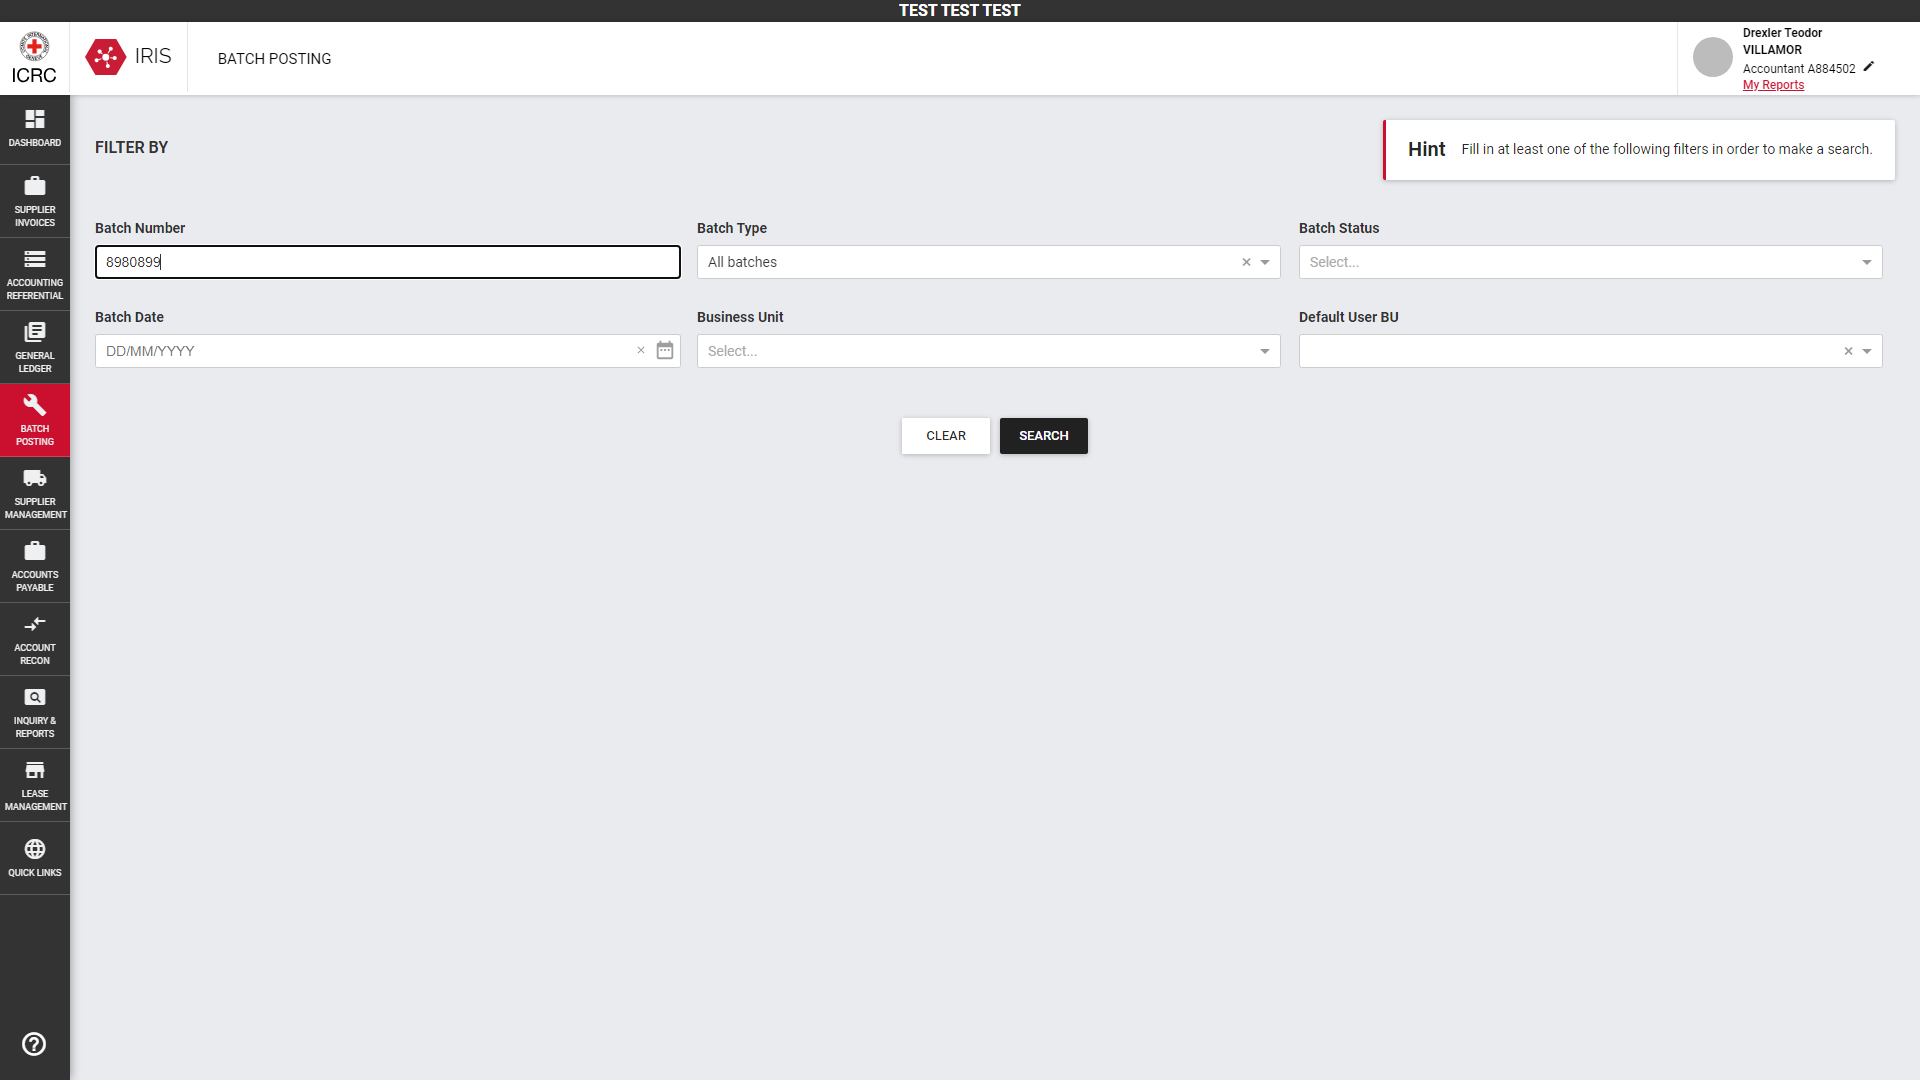 TEST TEST TEST
ICRC
IRIS
BATCH POSTING
Drexler Teodor
VILLAMOR
Accountant A884502
My Reports
DASHBOARD
SUPPLIER
INVOICES
ACCOUNTING
REFERENTIAL
GENERAL
LEDGER
BATCH
POSTING
SUPPLIER
MANAGEMENT
ACCOUNTS
PAYABLE
ACCOUNT
RECON
INQUIRY &
REPORTS
LEASE
MANAGEMENT
QUICK LINKS
FILTER BY
Hint Fill in at least one of the following filters in order to make a search.
Batch Number
8980899
Batch Type
All batches
Batch Status
Select...
Batch Date
DD/MM/YYYY
Business Unit
Select...
Default User BU
CLEAR
SEARCH